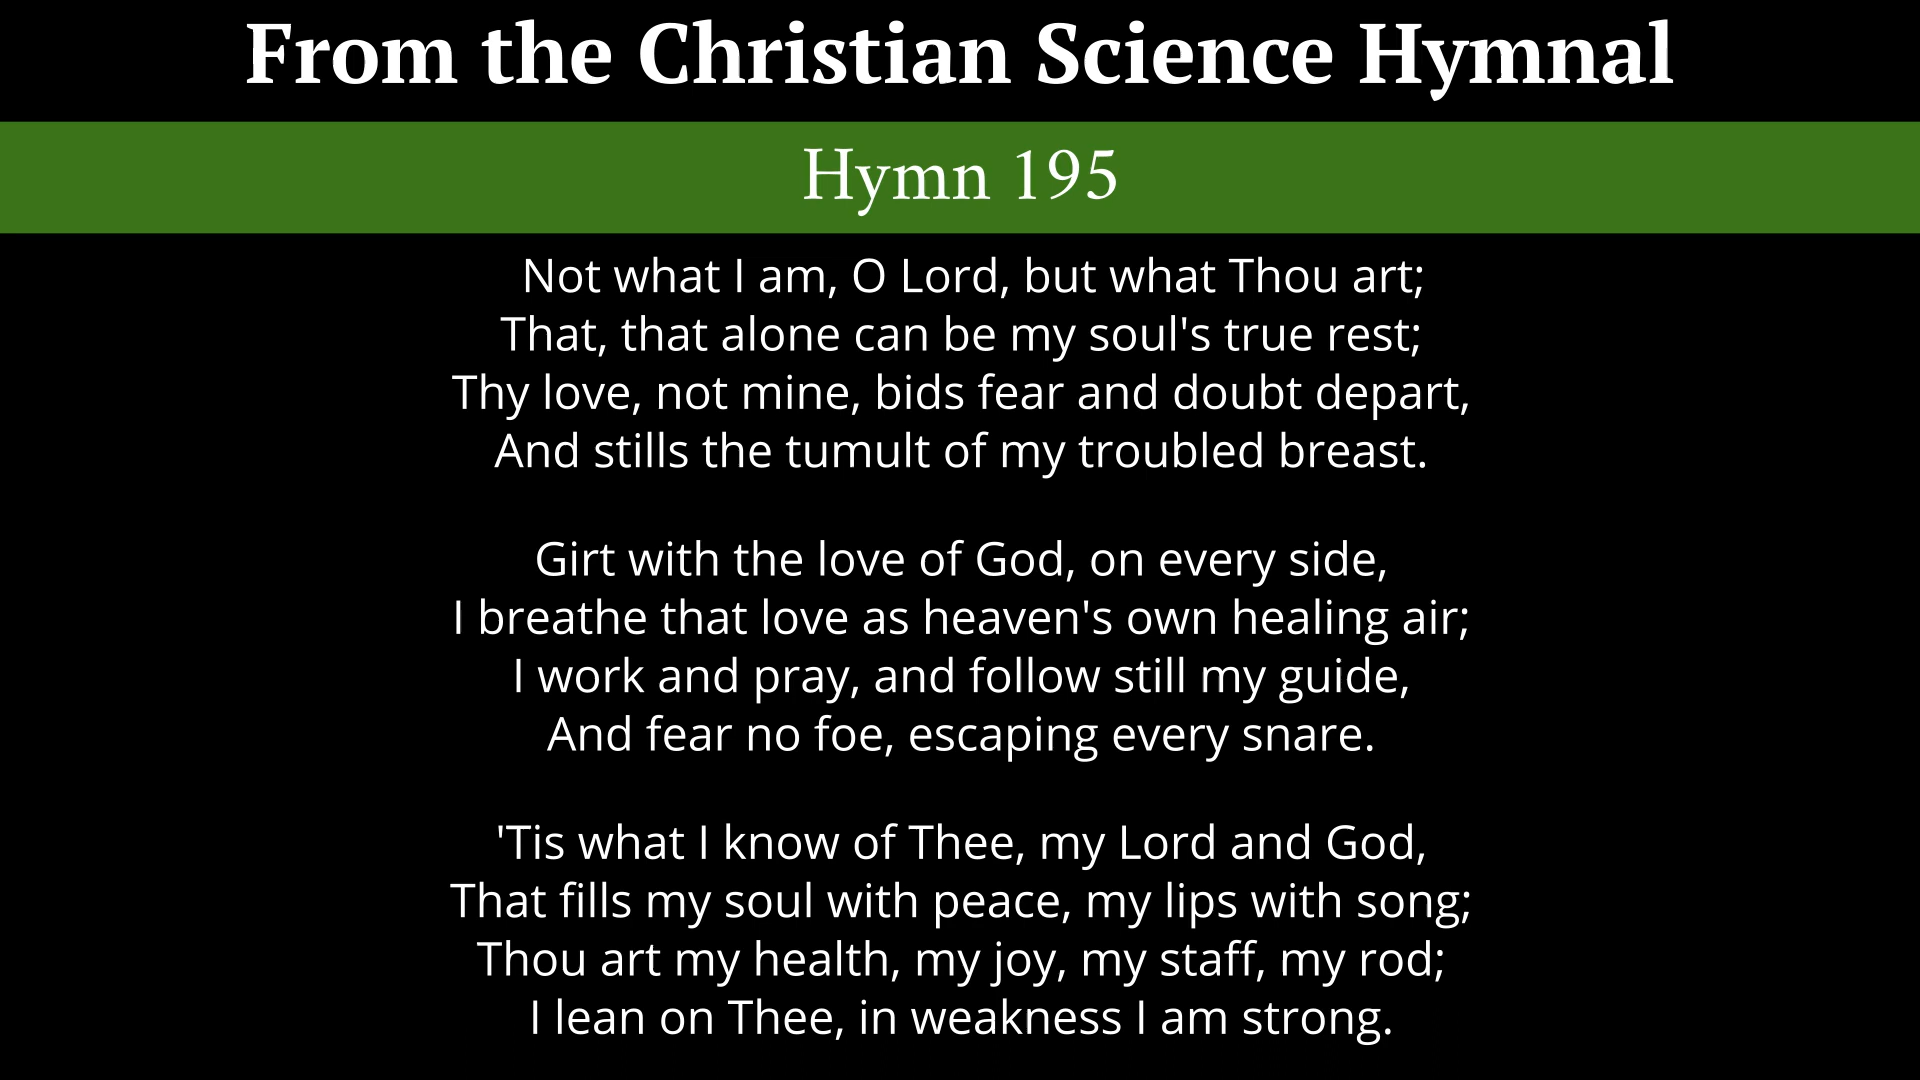 From the Christian Science Hymnal
Hymn 195
Not what I am, O Lord, but what Thou art;
That, that alone can be my soul's true rest;
Thy love, not mine, bids fear and doubt depart,
And stills the tumult of my troubled breast.
Girt with the love of God, on every side,
I breathe that love as heaven's own healing air;
I work and pray, and follow still my guide,
And fear no foe, escaping every snare.
'Tis what I know of Thee, my Lord and God,
That fills my soul with peace, my lips with song;
Thou art my health, my joy, my staff, my rod;
I lean on Thee, in weakness I am strong.